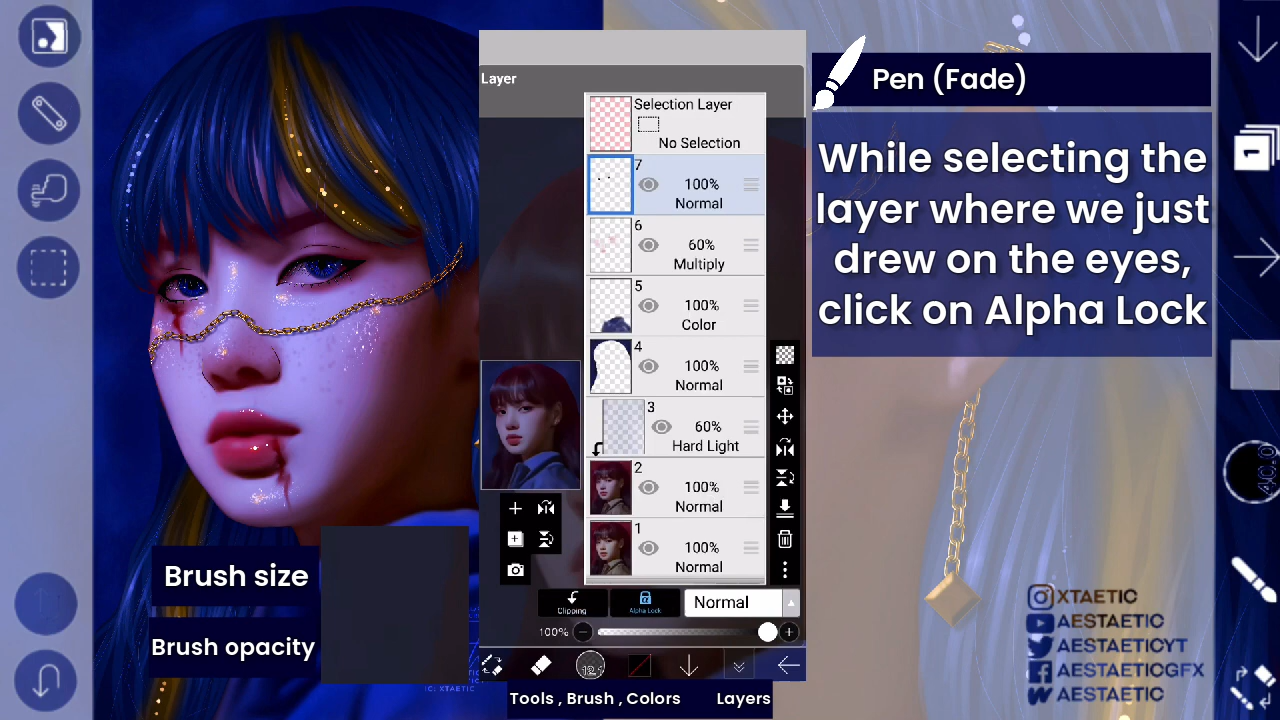 Layer
Selection Layer
No Selection
7
100%
Normal
6
60%
Multiply
5
100%
Color
4
100%
Normal
3
60%
Hard Light
2
100%
Normal
1
100%
Normal
Clipping
Alpha Lock
Normal
100%
12
Tools , Brush , Colors
Layers
Brush size
Brush opacity
IG: XTAETIC
Pen (Fade)
While selecting the
layer where we just
drew on the eyes,
click on Alpha Lock
XTAETIC
AESTAETIC
AESTAETICYT
AESTAETICGFX
AESTAETIC